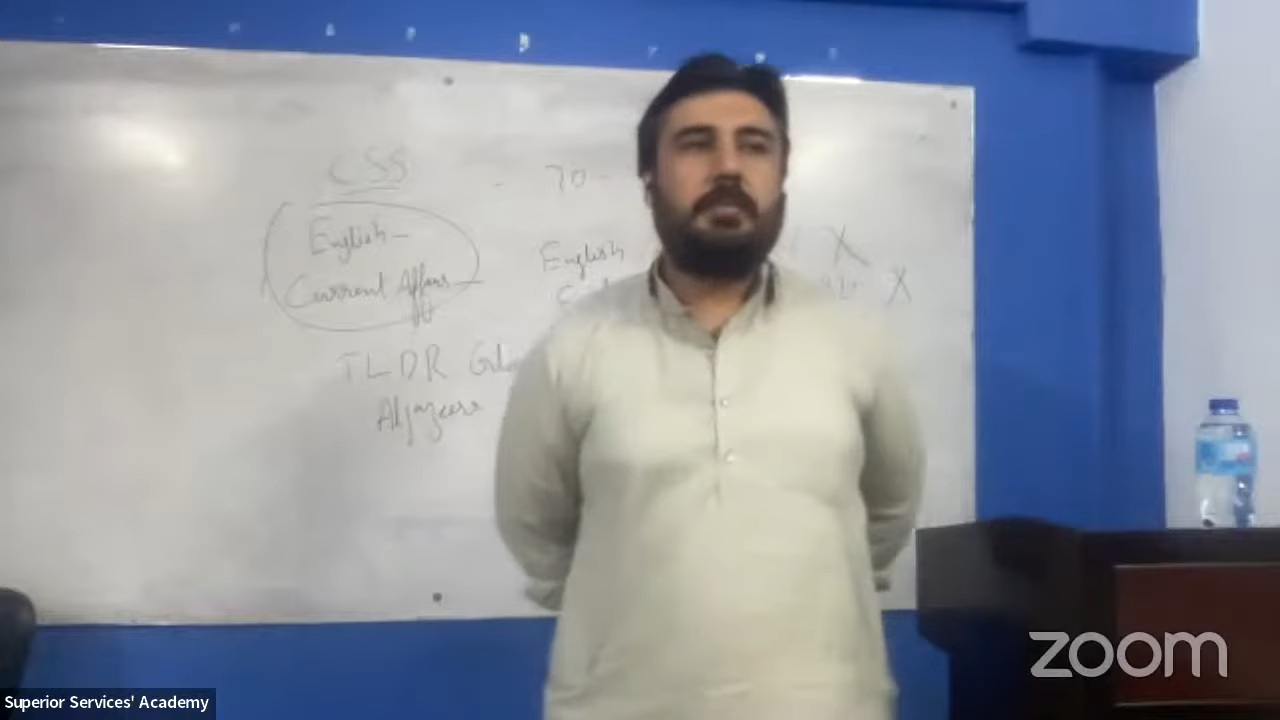 CSS - 70 -
English - English X
Current Affairs - X
TLDR
Aljazeera
zoom
Superior Services' Academy